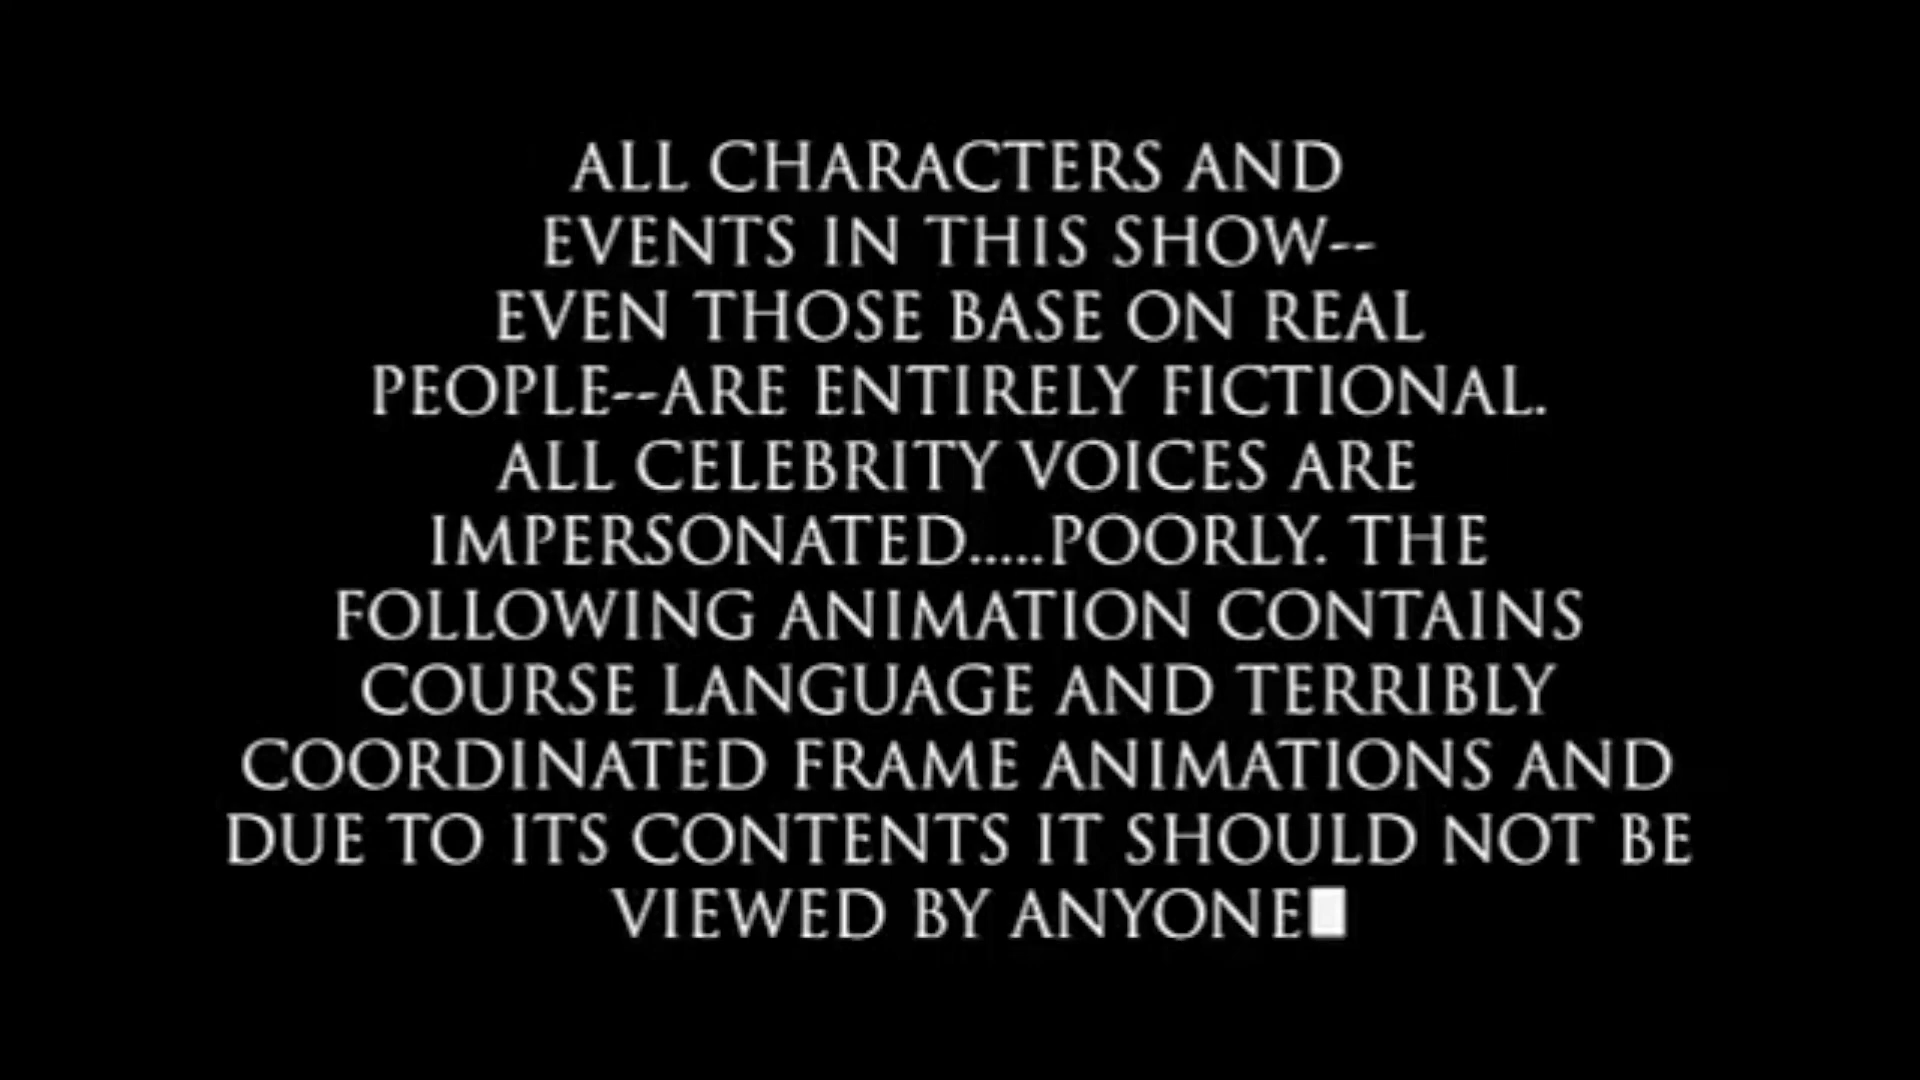 ALL CHARACTERS AND
EVENTS IN THIS SHOW--
EVEN THOSE BASE ON REAL
PEOPLE--ARE ENTIRELY FICTIONAL.
ALL CELEBRITY VOICES ARE
IMPERSONATED.....POORLY. THE
FOLLOWING ANIMATION CONTAINS
COURSE LANGUAGE AND TERRIBLY
COORDINATED FRAME ANIMATIONS AND
DUE TO ITS CONTENTS IT SHOULD NOT BE
VIEWED BY ANYONE